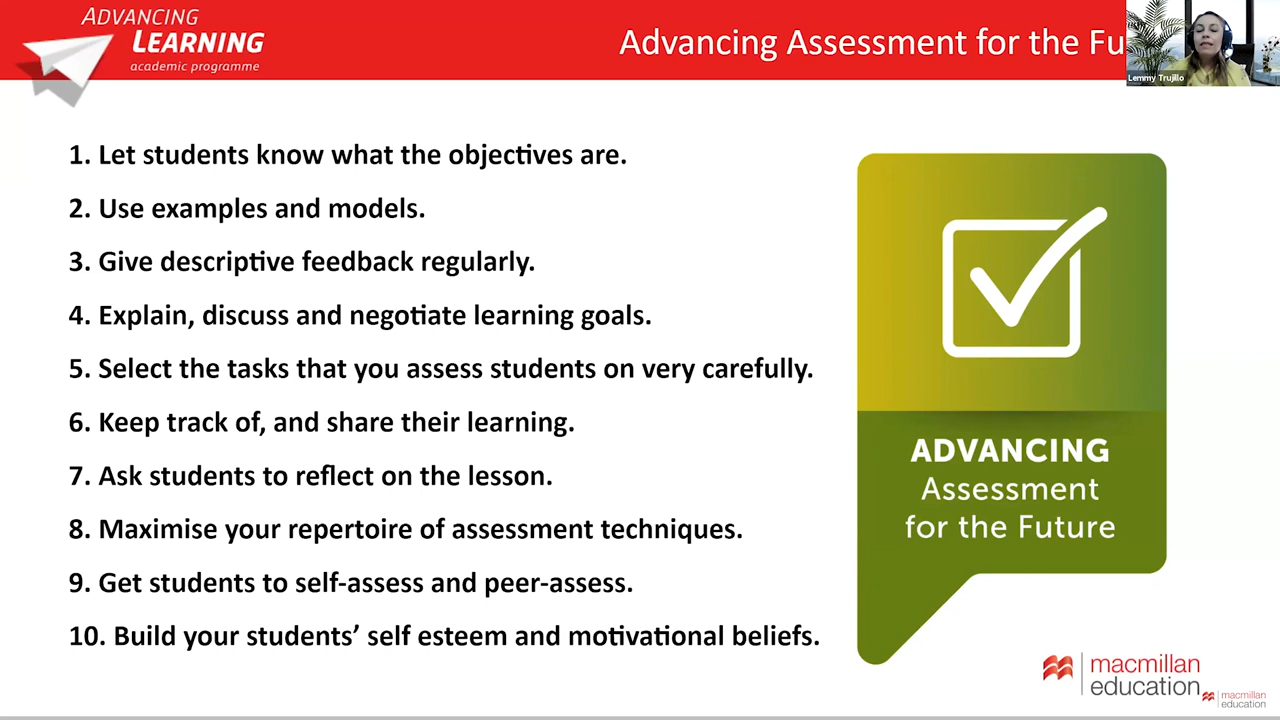 ADVANCING
LEARNING
academic programme
Advancing Assessment for the Fu
Lemmy Trujillo
1. Let students know what the objectives are.
2. Use examples and models.
3. Give descriptive feedback regularly.
4. Explain, discuss and negotiate learning goals.
5. Select the tasks that you assess students on very carefully.
6. Keep track of, and share their learning.
7. Ask students to reflect on the lesson.
8. Maximise your repertoire of assessment techniques.
9. Get students to self-assess and peer-assess.
10. Build your students’ self esteem and motivational beliefs.
ADVANCING
Assessment
for the Future
macmillan
education
macmillan
education